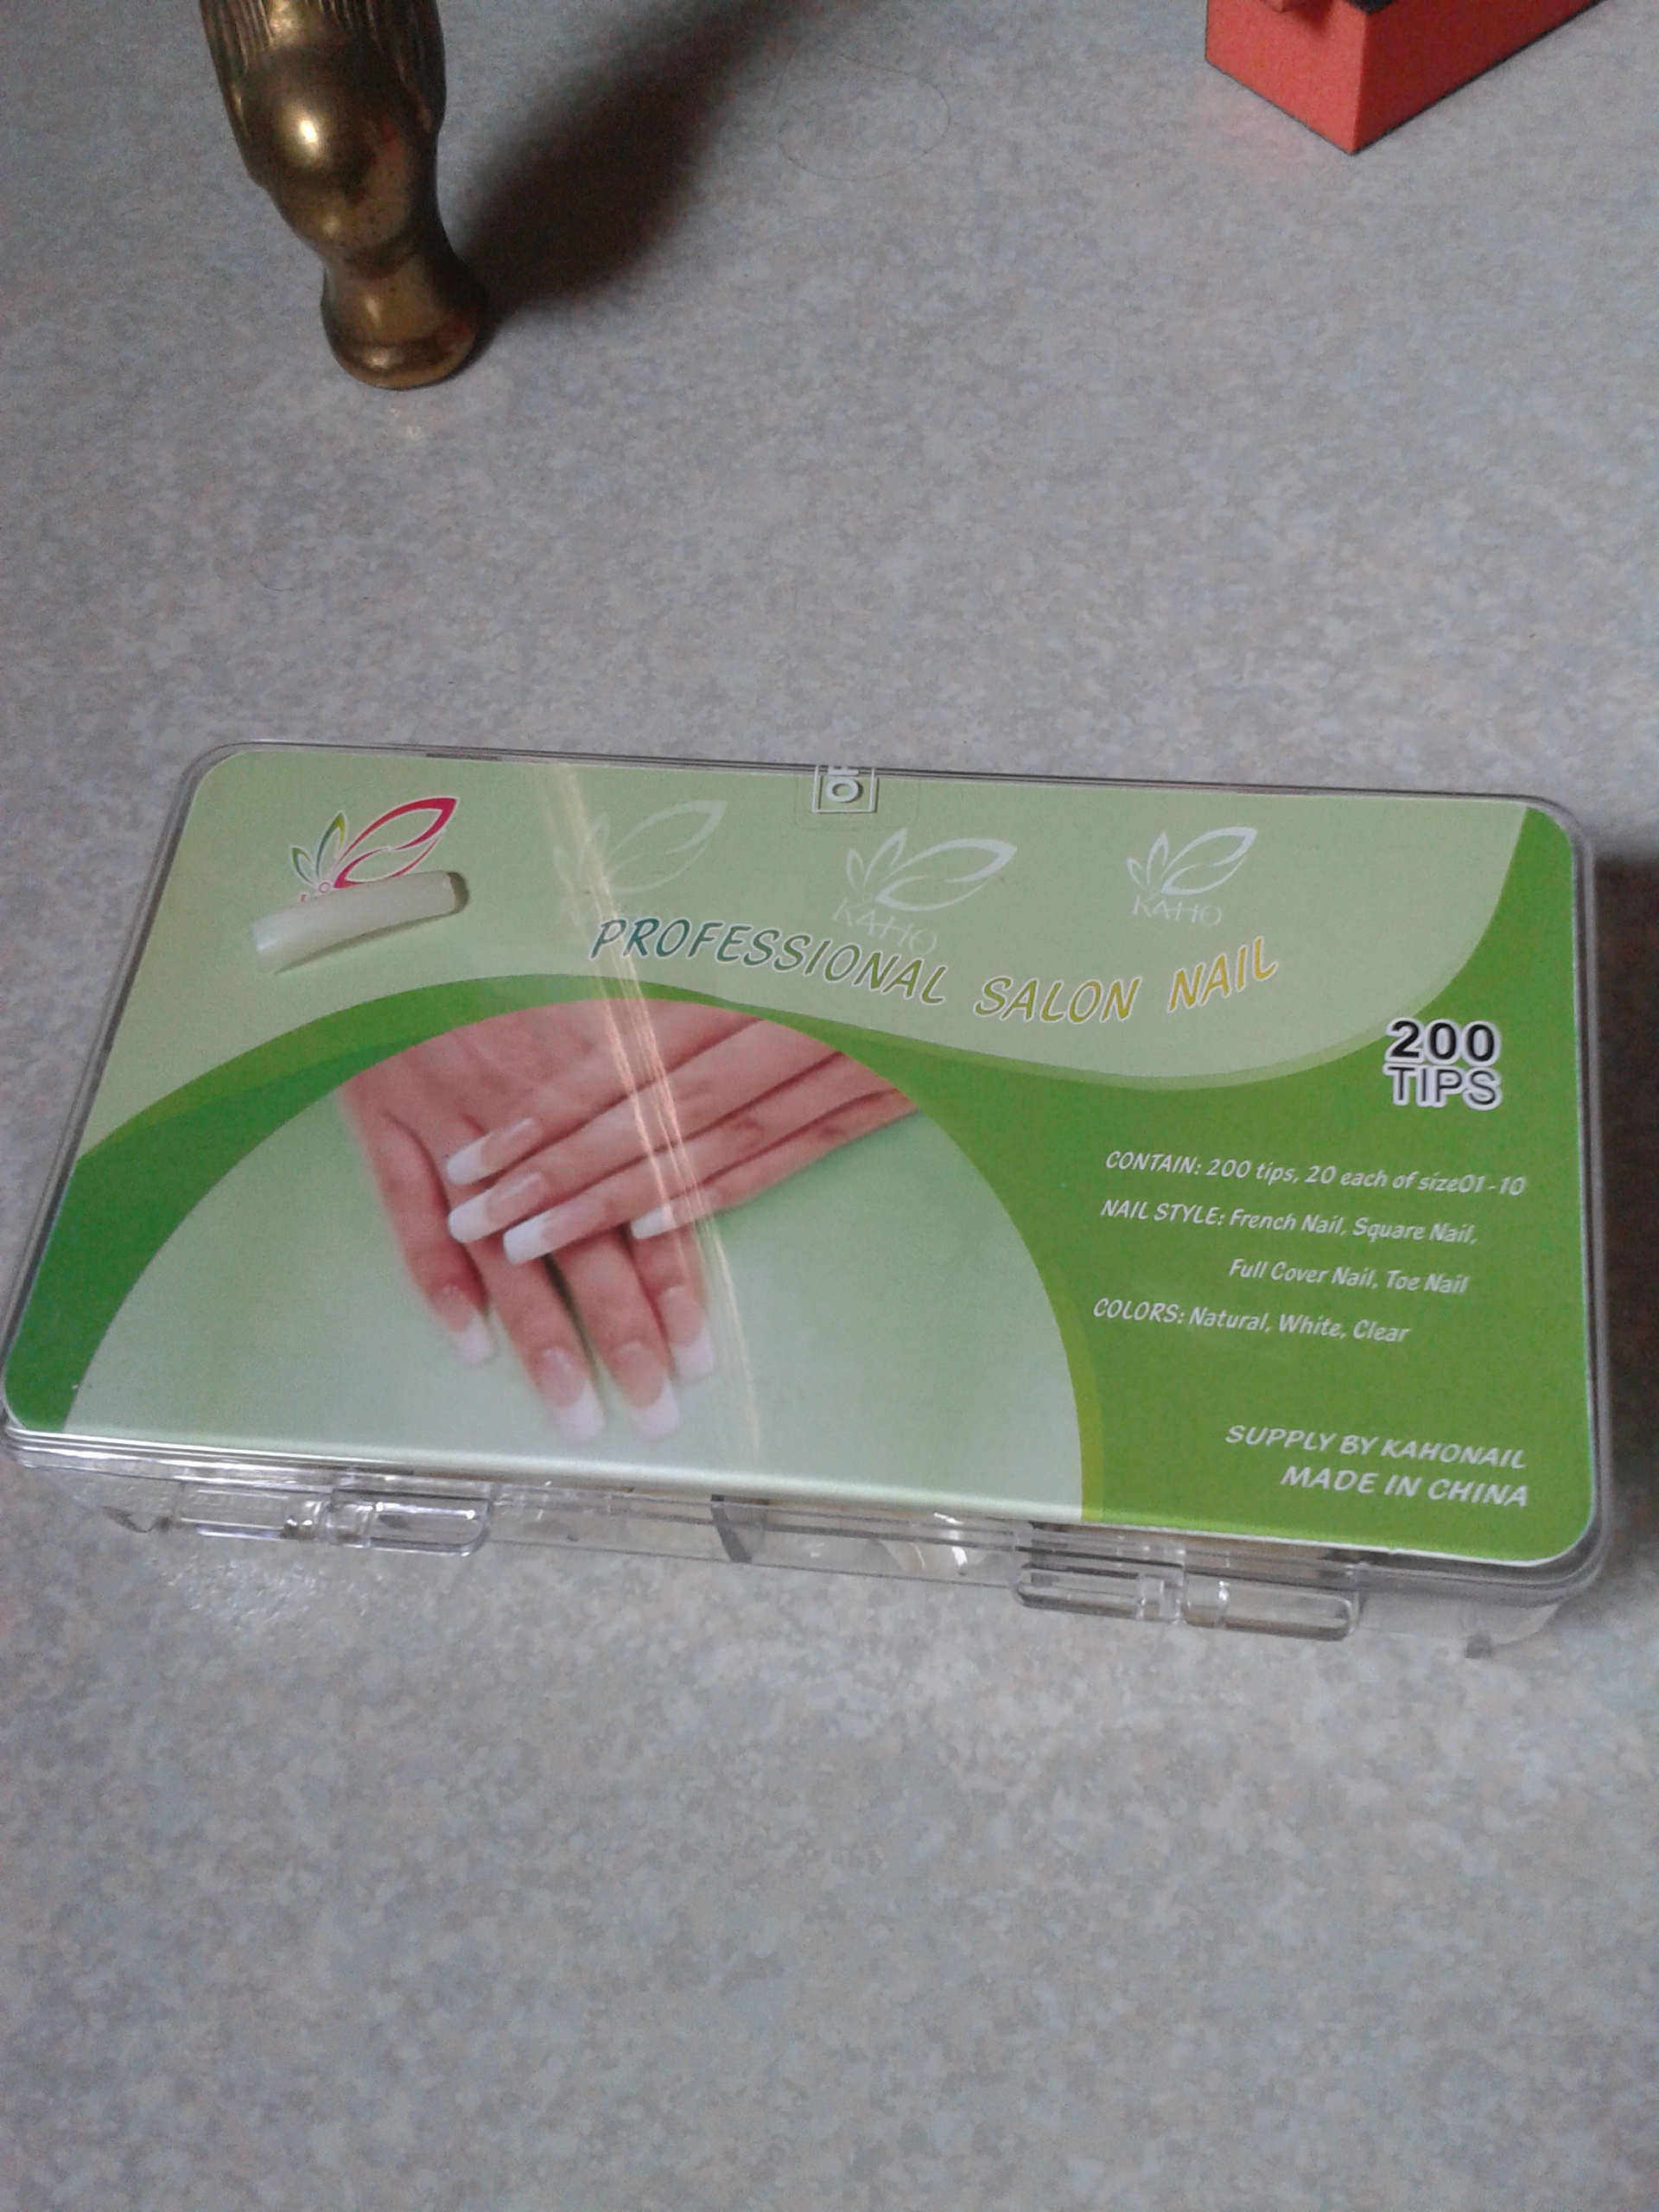 KAHO
KAHO
PROFESSIONAL SALON NAIL
200
TIPS
CONTAIN: 200 tips, 20 each of size01-10
NAIL STYLE: French Nail, Square Nail,
Full Cover Nail, Toe Nail
COLORS: Natural, White, Clear
SUPPLY BY KAHONAIL
MADE IN CHINA